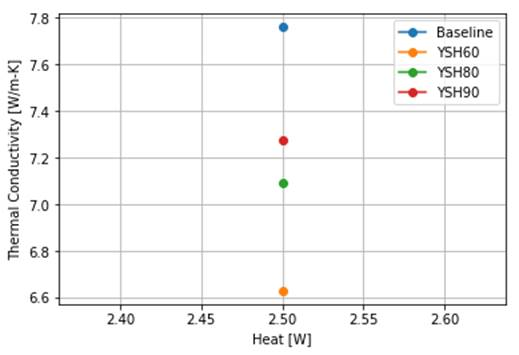 7.8
7.6
7.4
7.2
7.0
6.8
6.6
Thermal Conductivity [W/m-K]
Baseline
YSH60
YSH80
YSH90
2.40 2.45 2.50 2.55 2.60
Heat [W]